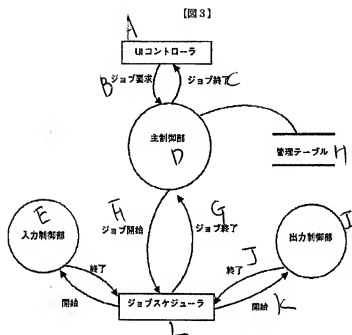 【図3】
A
UIコントローラ
B ジョブ要求
ジョブ終了 C
主制御部
D
管理テーブル H
F
ジョブ開始
G
ジョブ終了
E
入力制御部
I
出力制御部
終了
J
終了
開始
ジョブスケジューラ
開始 K
L